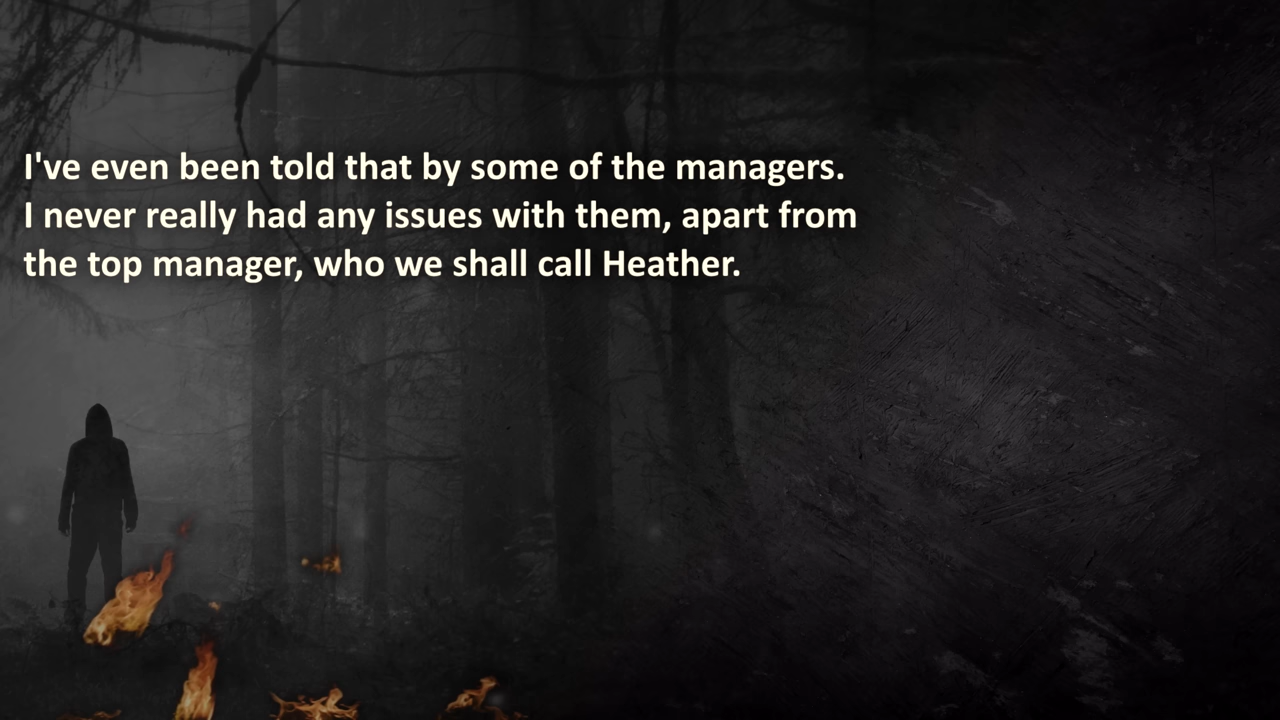 I've even been told that by some of the managers.
I never really had any issues with them, apart from
the top manager, who we shall call Heather.